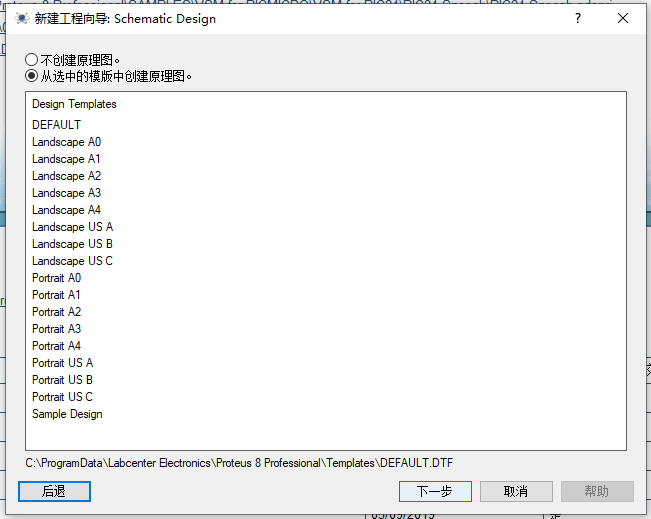 新建工程向导: Schematic Design
?
不创建原理图。
从选中的模版中创建原理图。
Design Templates
DEFAULT
Landscape A0
Landscape A1
Landscape A2
Landscape A3
Landscape A4
Landscape US A
Landscape US B
Landscape US C
Portrait A0
Portrait A1
Portrait A2
Portrait A3
Portrait A4
Portrait US A
Portrait US B
Portrait US C
Sample Design
C:\ProgramData\Labcenter Electronics\Proteus 8 Professional\Templates\DEFAULT.DTF
后退 下一步 取消 帮助